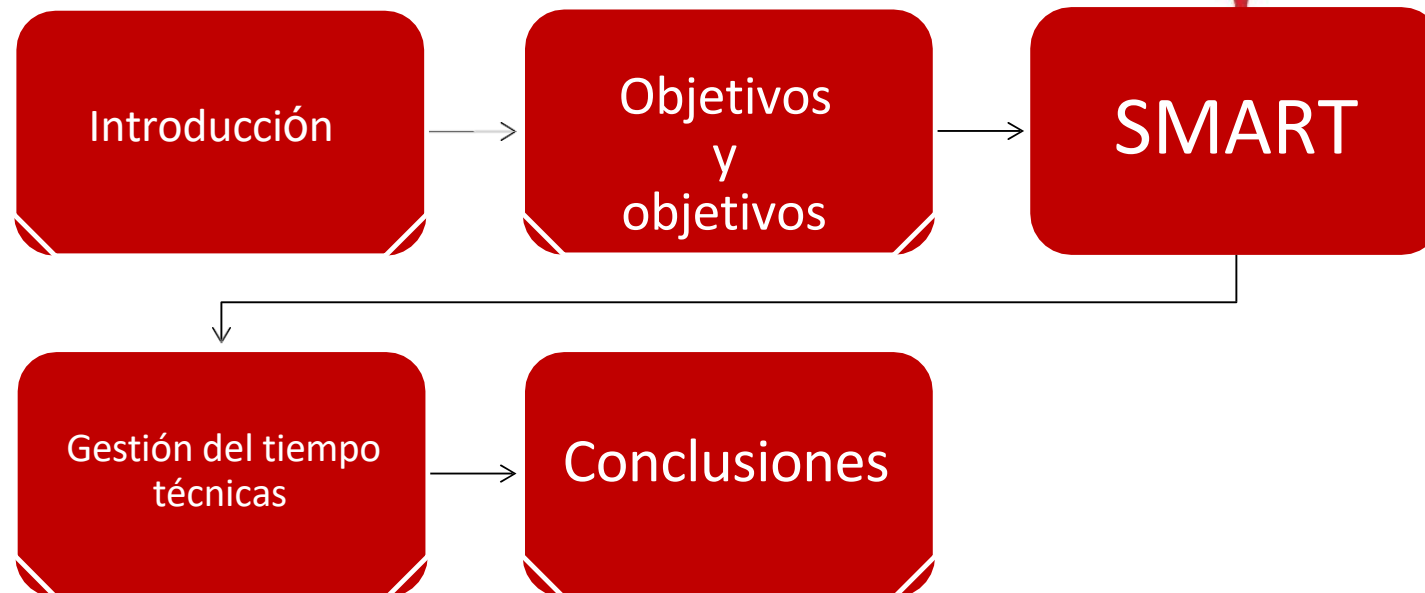 Introducción
Objetivos
y
objetivos
SMART
Gestión del tiempo
técnicas
Conclusiones